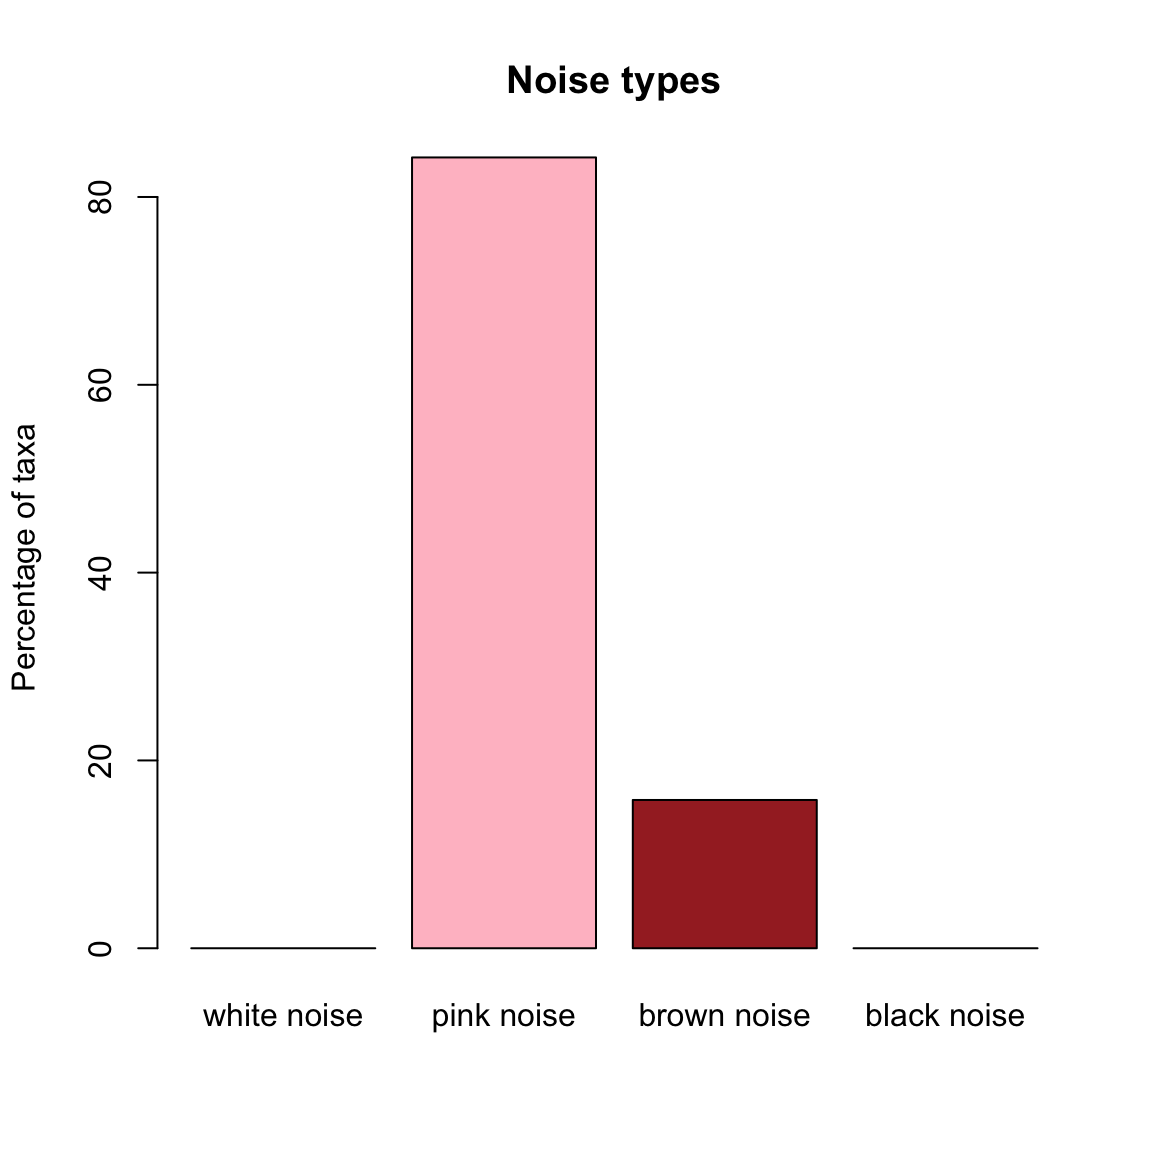 Noise types
Percentage of taxa
80
60
40
20
0
white noise
pink noise
brown noise
black noise